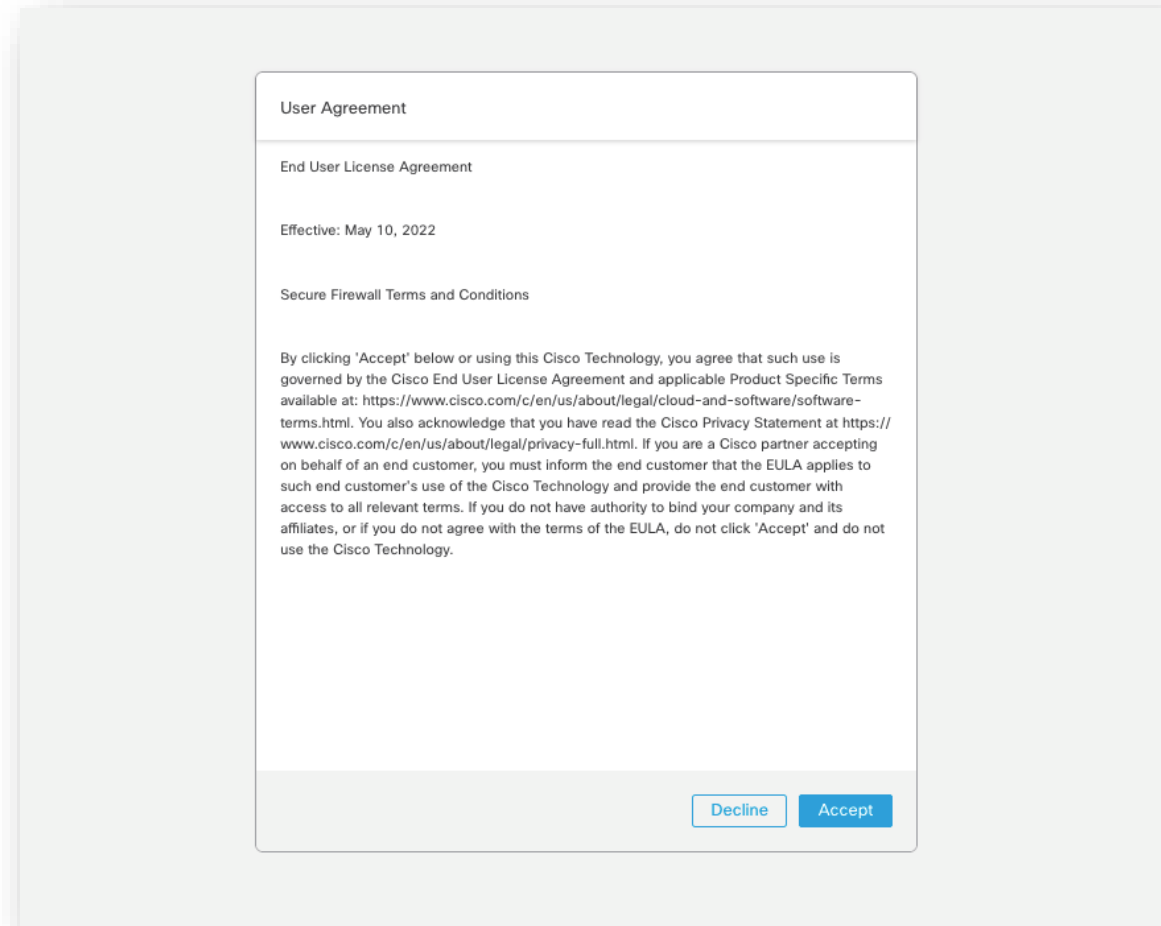 User Agreement
End User License Agreement
Effective: May 10, 2022
Secure Firewall Terms and Conditions
By clicking 'Accept' below or using this Cisco Technology, you agree that such use is
governed by the Cisco End User License Agreement and applicable Product Specific Terms
available at: https://www.cisco.com/c/en/us/about/legal/cloud-and-software/software-
terms.html. You also acknowledge that you have read the Cisco Privacy Statement at https://
www.cisco.com/c/en/us/about/legal/privacy-full.html. If you are a Cisco partner accepting
on behalf of an end customer, you must inform the end customer that the EULA applies to
such end customer's use of the Cisco Technology and provide the end customer with
access to all relevant terms. If you do not have authority to bind your company and its
affiliates, or if you do not agree with the terms of the EULA, do not click 'Accept' and do not
use the Cisco Technology.
Decline Accept